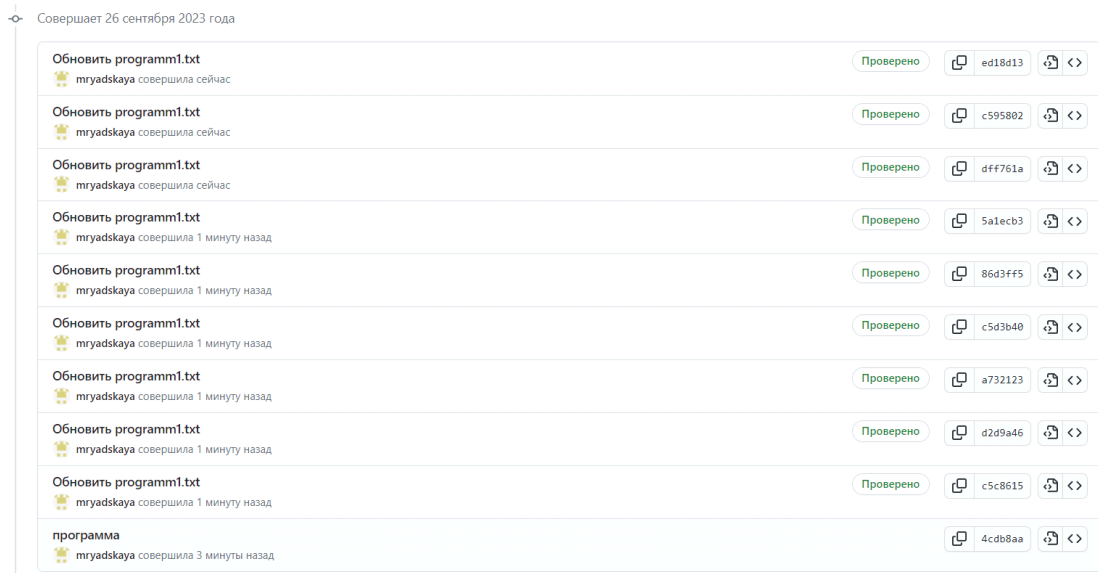 Совершает 26 сентября 2023 года
Обновить programm1.txt
Проверено
ed18d13
mryadskaya совершила сейчас
Обновить programm1.txt
Проверено
c595802
mryadskaya совершила сейчас
Обновить programm1.txt
Проверено
dff761a
mryadskaya совершила сейчас
Обновить programm1.txt
Проверено
5a1ecb3
mryadskaya совершила 1 минуту назад
Обновить programm1.txt
Проверено
86d3ff5
mryadskaya совершила 1 минуту назад
Обновить programm1.txt
Проверено
c5d3b40
mryadskaya совершила 1 минуту назад
Обновить programm1.txt
Проверено
a732123
mryadskaya совершила 1 минуту назад
Обновить programm1.txt
Проверено
d2d9a46
mryadskaya совершила 1 минуту назад
Обновить programm1.txt
Проверено
c5c8615
mryadskaya совершила 1 минуту назад
программа
4cdb8aa
mryadskaya совершила 3 минуты назад